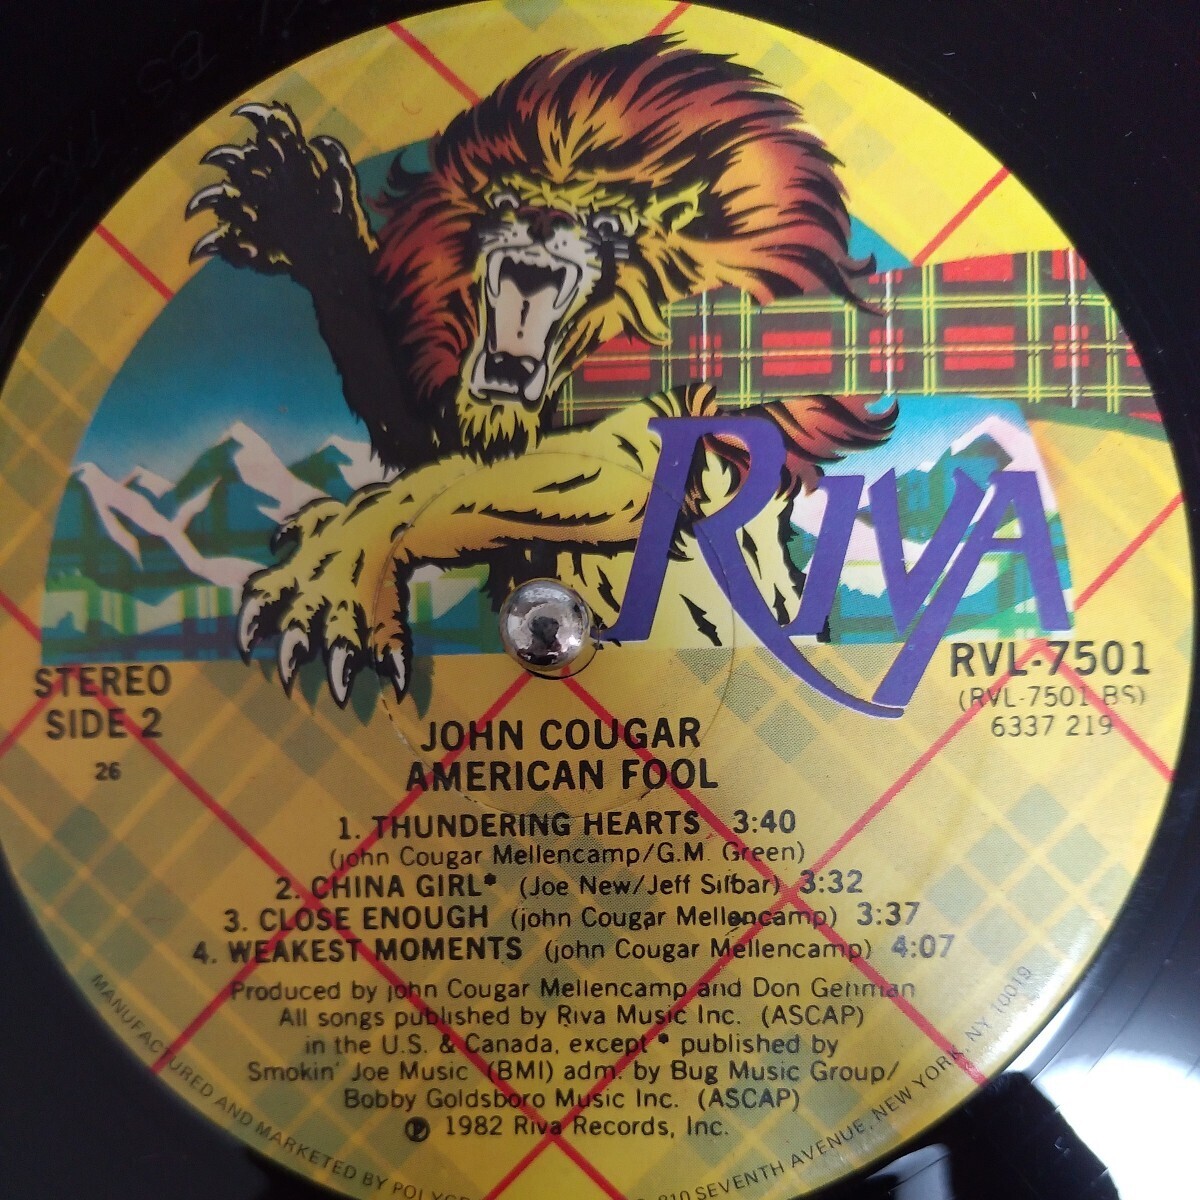 RIVA
RVL-7501
(RVL-7501 BS)
6337 219
STEREO
SIDE 2
26
JOHN COUGAR
AMERICAN FOOL
1. THUNDERING HEARTS 3:40
(John Cougar Mellencamp/G.M. Green)
2. CHINA GIRL* (Joe New/Jeff Silbar) 3:32
3. CLOSE ENOUGH (John Cougar Mellencamp) 3:37
4. WEAKEST MOMENTS (John Cougar Mellencamp) 4:07
Produced by John Cougar Mellencamp and Don Gehman
All songs published by Riva Music Inc. (ASCAP)
in the U.S. & Canada, except * published by
Smokin' Joe Music (BMI) adm. by Bug Music Group/
Bobby Goldsboro Music Inc. (ASCAP)
℗ 1982 Riva Records, Inc.
MANUFACTURED AND MARKETED BY 810 SEVENTH AVENUE, NEW YORK, NY 10019